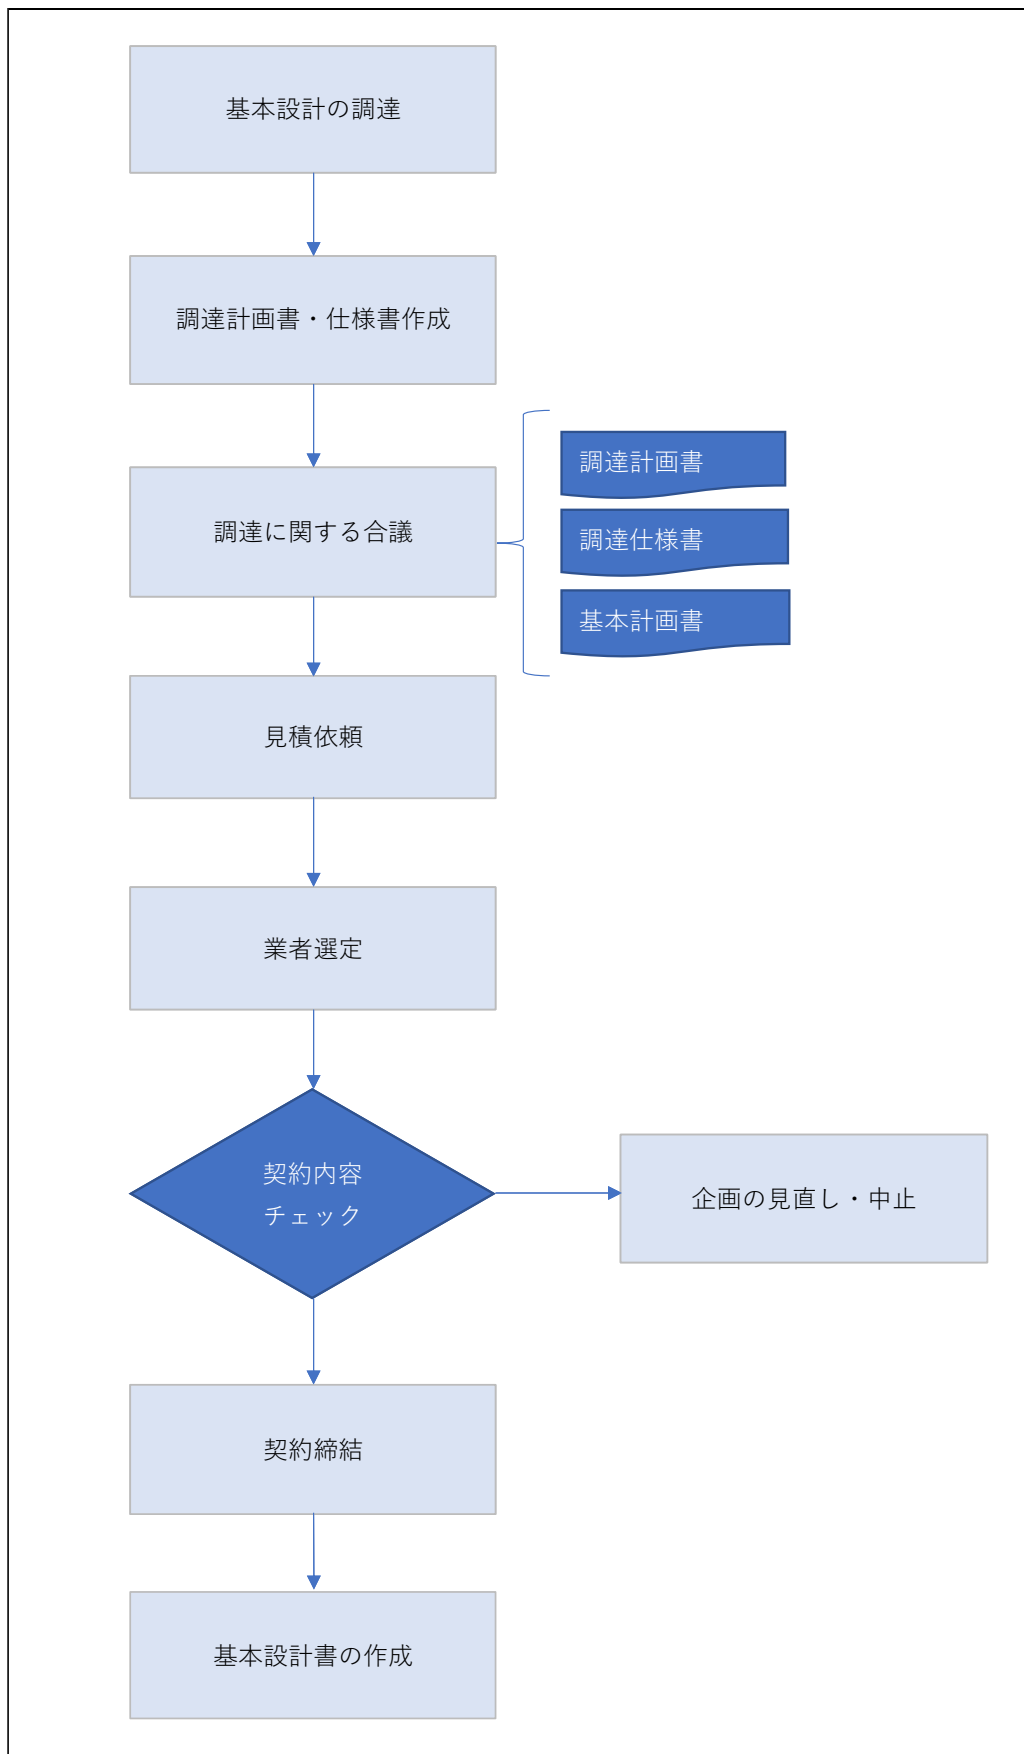 基本設計の調達
調達計画書・仕様書作成
調達に関する合議
調達計画書
調達仕様書
基本計画書
見積依頼
業者選定
契約内容
チェック
企画の見直し・中止
契約締結
基本設計書の作成